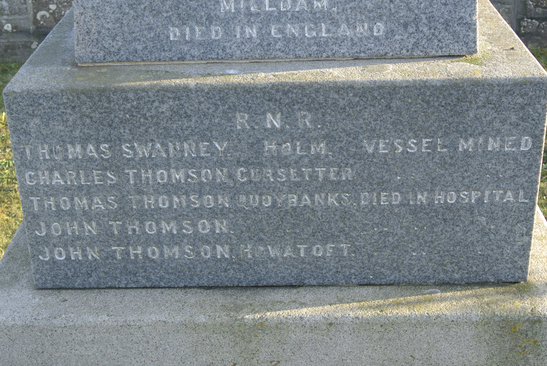 MILLDAM,
DIED IN ENGLAND
R.N.R.
THOMAS SWANNEY. HOLM. VESSEL MINED
CHARLES THOMSON. CURSETTER
THOMAS THOMSON. QUOYBANKS. DIED IN HOSPITAL
JOHN THOMSON.
JOHN THOMSON. HOWATOFT.